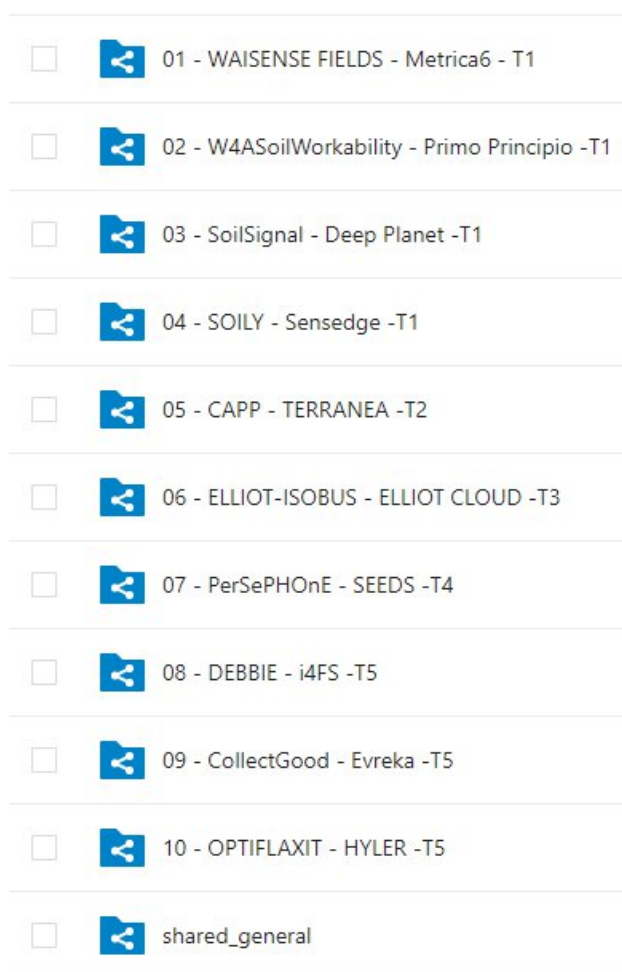 01 - WAISENSE FIELDS - Metrica6 - T1
02 - W4ASoilWorkability - Primo Principio -T1
03 - SoilSignal - Deep Planet -T1
04 - SOILY - Sensedge -T1
05 - CAPP - TERRANEA -T2
06 - ELLIOT-ISOBUS - ELLIOT CLOUD -T3
07 - PerSePHOnE - SEEDS -T4
08 - DEBBIE - i4FS -T5
09 - CollectGood - Evreka -T5
10 - OPTIFLAXIT - HYLER -T5
shared_general